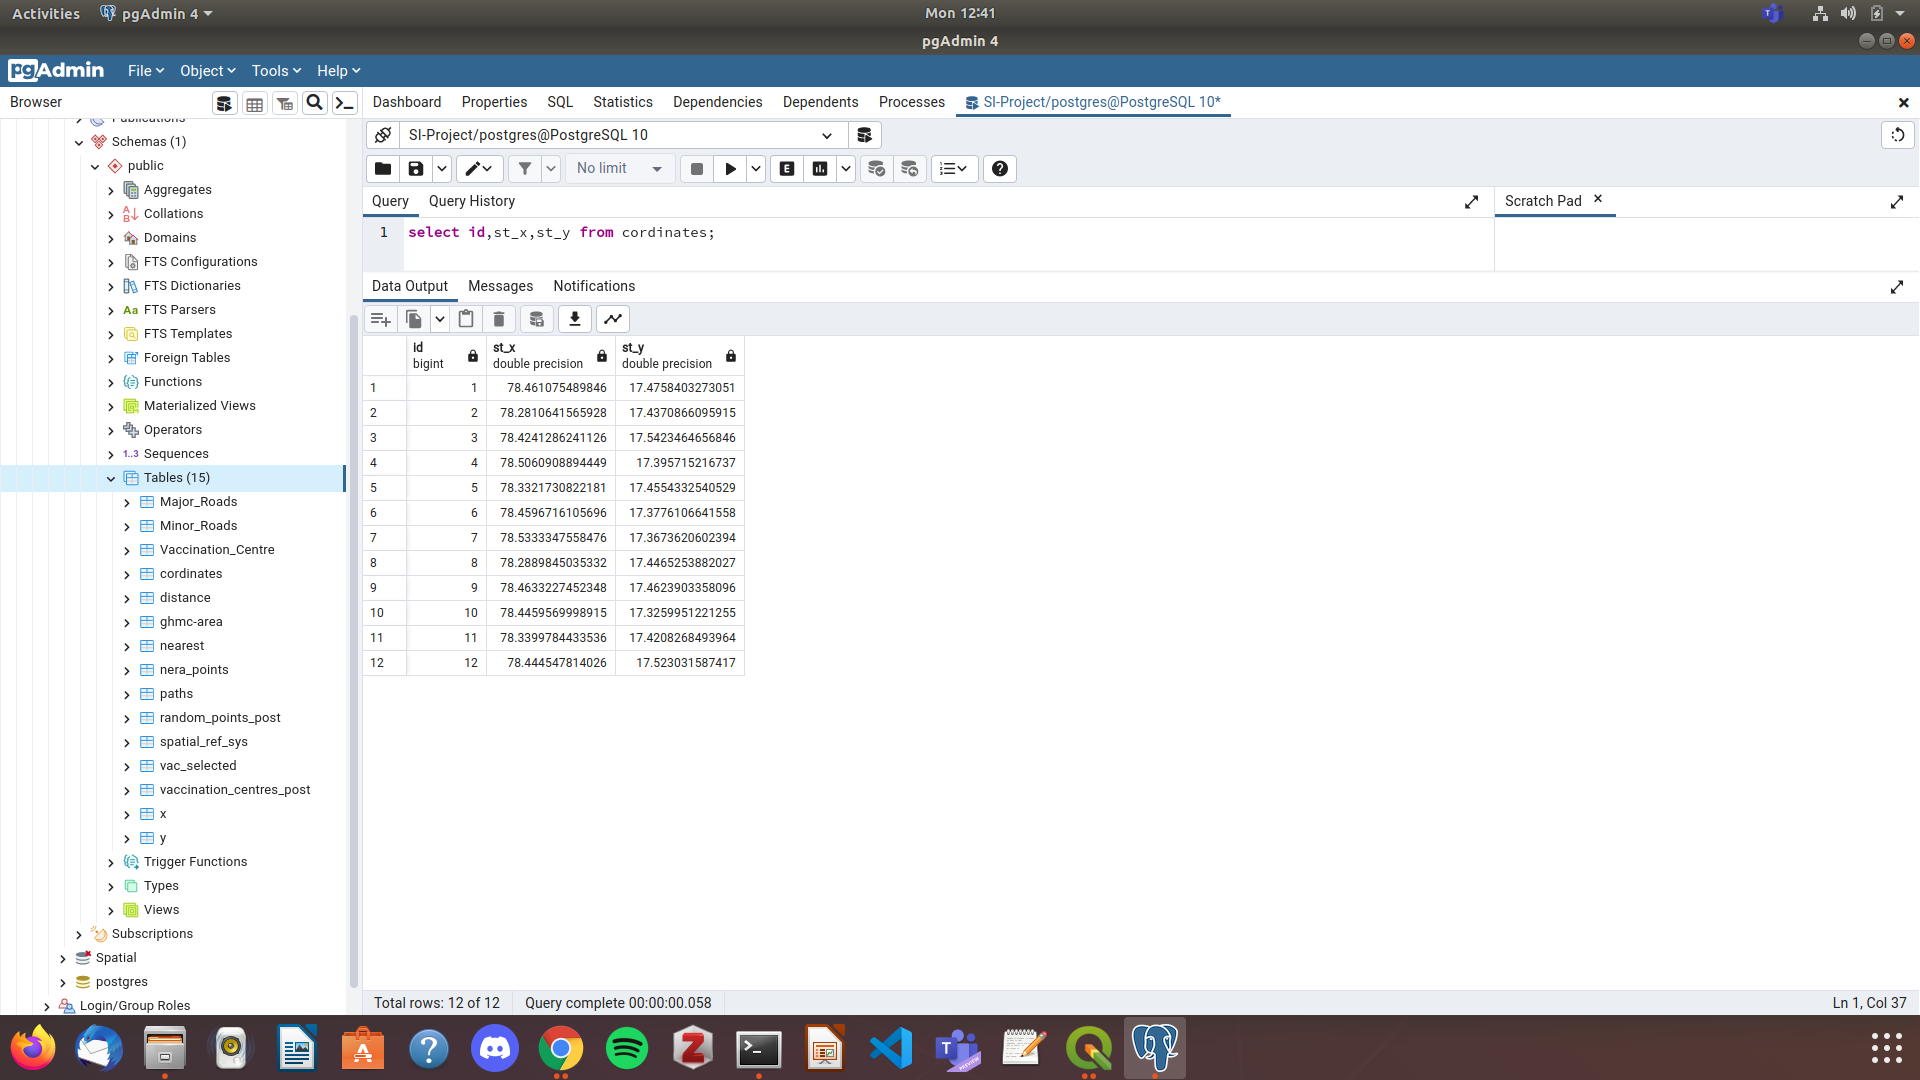 Activities pgAdmin 4 Mon 12:41
pgAdmin 4
pgAdmin File Object Tools Help
Browser Dashboard Properties SQL Statistics Dependencies Dependents Processes SI-Project/postgres@PostgreSQL 10*
Publications
Schemas (1)
public
Aggregates
Collations
Domains
FTS Configurations
FTS Dictionaries
Aa FTS Parsers
FTS Templates
Foreign Tables
Functions
Materialized Views
Operators
1..3 Sequences
Tables (15)
Major_Roads
Minor_Roads
Vaccination_Centre
cordinates
distance
ghmc-area
nearest
nera_points
paths
random_points_post
spatial_ref_sys
vac_selected
vaccination_centres_post
x
y
Trigger Functions
Types
Views
Subscriptions
Spatial
postgres
Login/Group Roles
SI-Project/postgres@PostgreSQL 10
No limit E
Query Query History Scratch Pad
1 select id,st_x,st_y from cordinates;
Data Output Messages Notifications
id st_x st_y
bigint double precision double precision
1 1 78.461075489846 17.4758403273051
2 2 78.2810641565928 17.4370866095915
3 3 78.4241286241126 17.5423464656846
4 4 78.5060908894449 17.395715216737
5 5 78.3321730822181 17.4554332540529
6 6 78.4596716105696 17.3776106641558
7 7 78.5333347558476 17.3673620602394
8 8 78.2889845035332 17.4465253882027
9 9 78.4633227452348 17.4623903358096
10 10 78.4459569998915 17.3259951221255
11 11 78.3399784433536 17.4208268493964
12 12 78.444547814026 17.523031587417
Total rows: 12 of 12 Query complete 00:00:00.058 Ln 1, Col 37